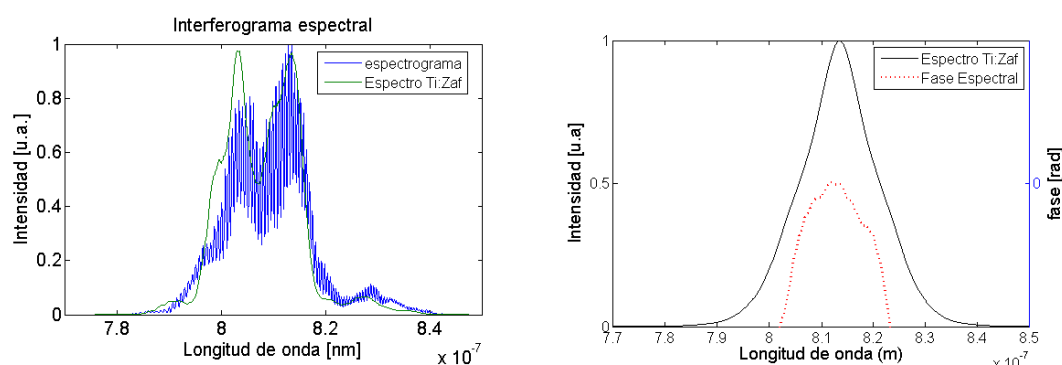 Interferograma espectral
Intensidad [u.a.]
1
0.8
0.6
0.4
0.2
0
espectrograma
Espectro Ti:Zaf
7.8
8
8.2
8.4
Longitud de onda [nm]
x 10⁻⁷
Intensidad [u.a]
1
0.5
0
Espectro Ti:Zaf
Fase Espectral
0
fase [rad]
7.7
7.8
7.9
8
8.1
8.2
8.3
8.4
8.5
Longitud de onda (m)
x 10⁻⁷